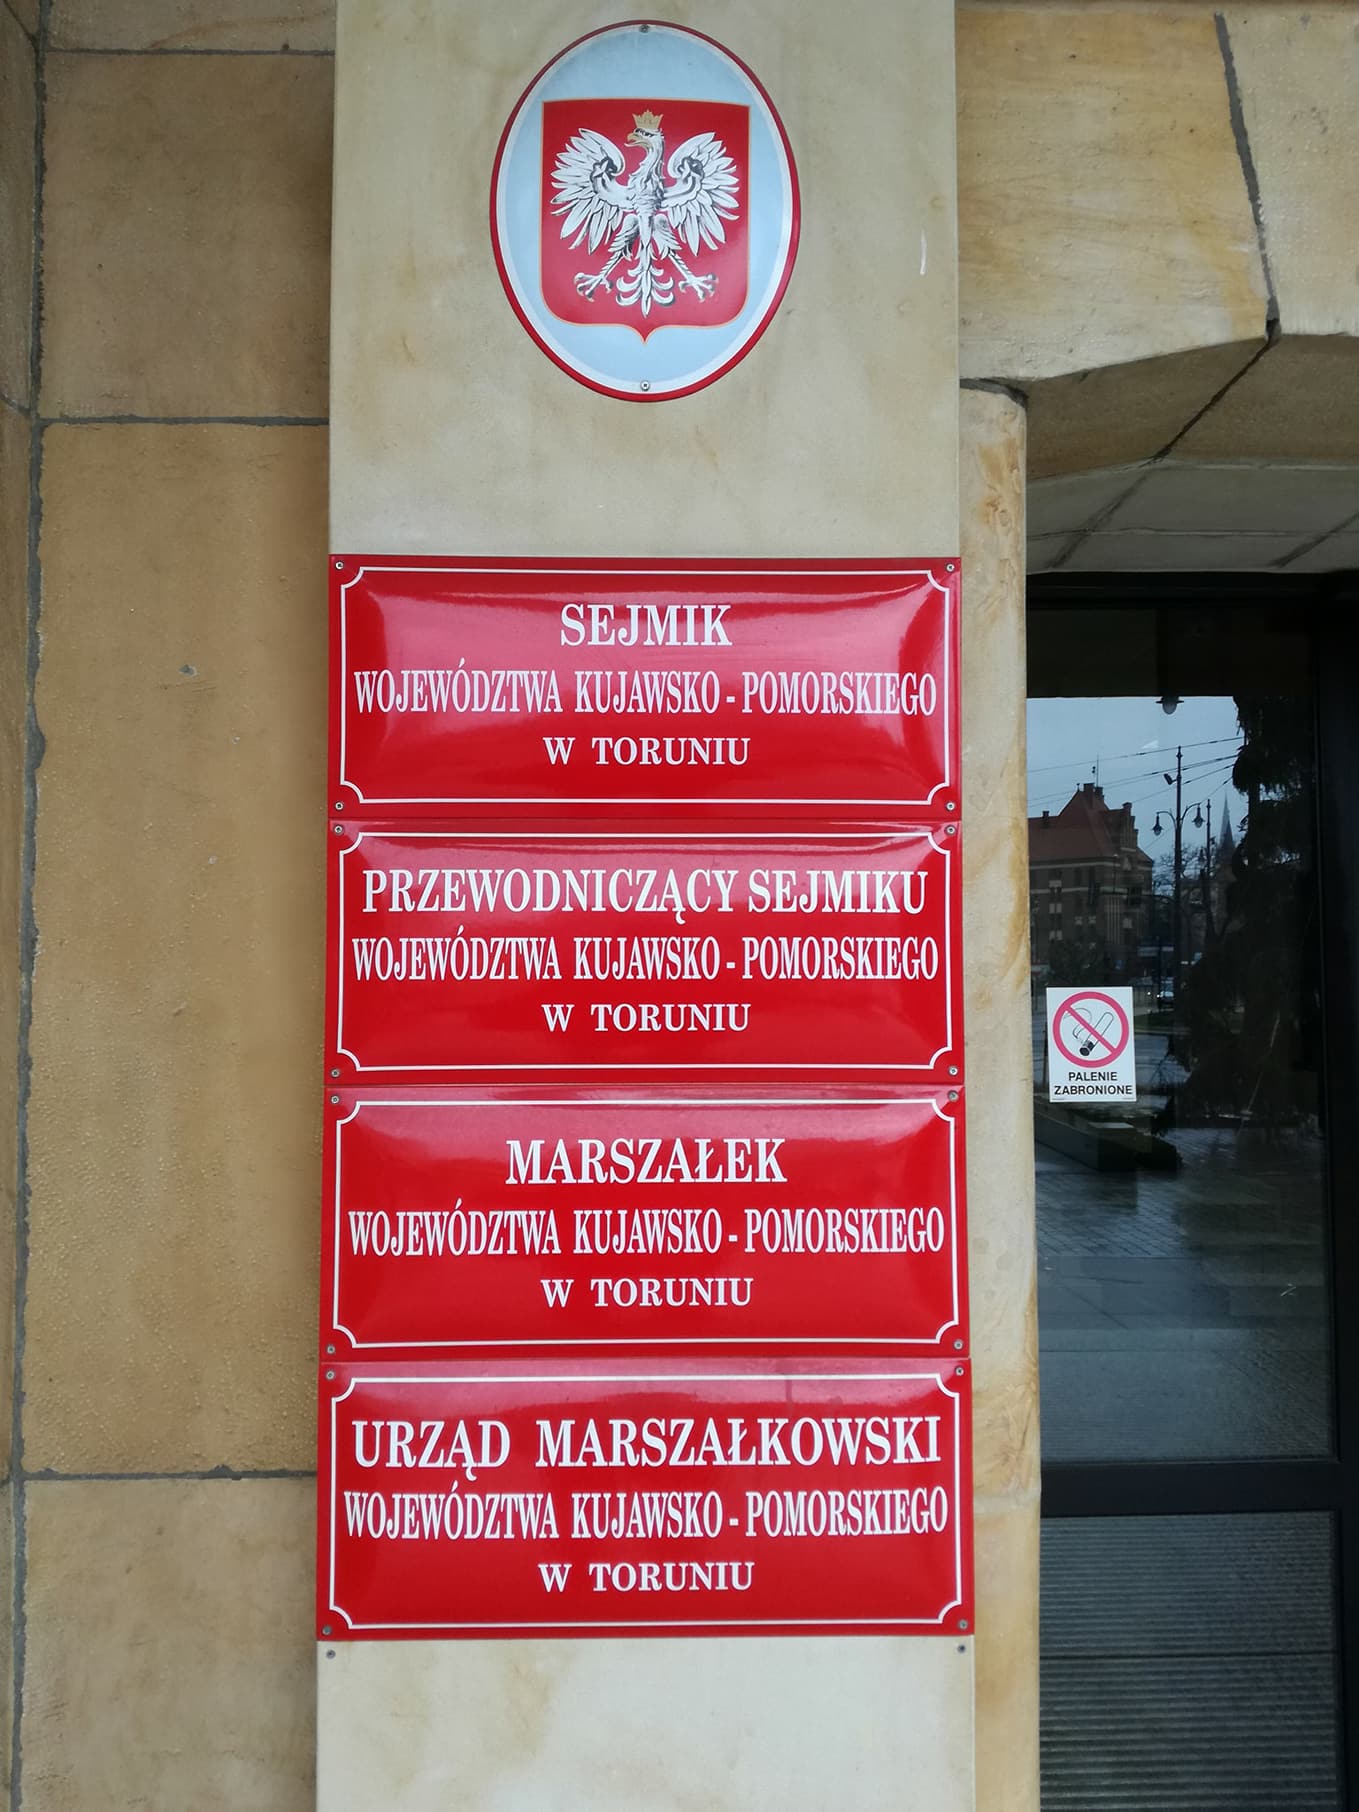 SEJMIK
WOJEWÓDZTWA KUJAWSKO - POMORSKIEGO
W TORUNIU
PRZEWODNICZĄCY SEJMIKU
WOJEWÓDZTWA KUJAWSKO - POMORSKIEGO
W TORUNIU
MARSZAŁEK
WOJEWÓDZTWA KUJAWSKO - POMORSKIEGO
W TORUNIU
URZĄD MARSZAŁKOWSKI
WOJEWÓDZTWA KUJAWSKO - POMORSKIEGO
W TORUNIU
PALENIE
ZABRONIONE